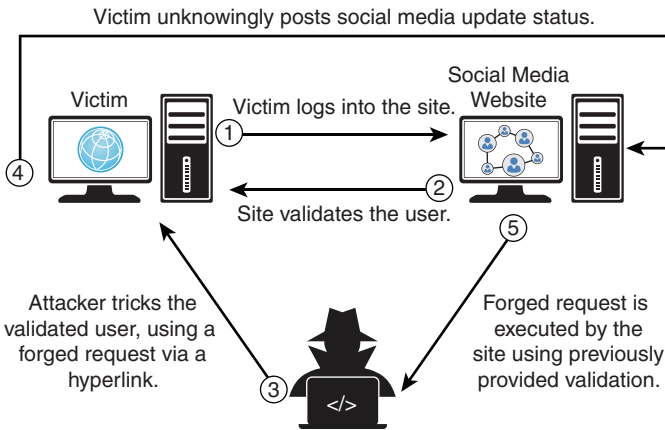 Victim unknowingly posts social media update status.
Victim
Social Media
Website
1
Victim logs into the site.
4
2
Site validates the user.
5
Attacker tricks the
validated user, using a
forged request via a
hyperlink.
3
</>
Forged request is
executed by the
site using previously
provided validation.